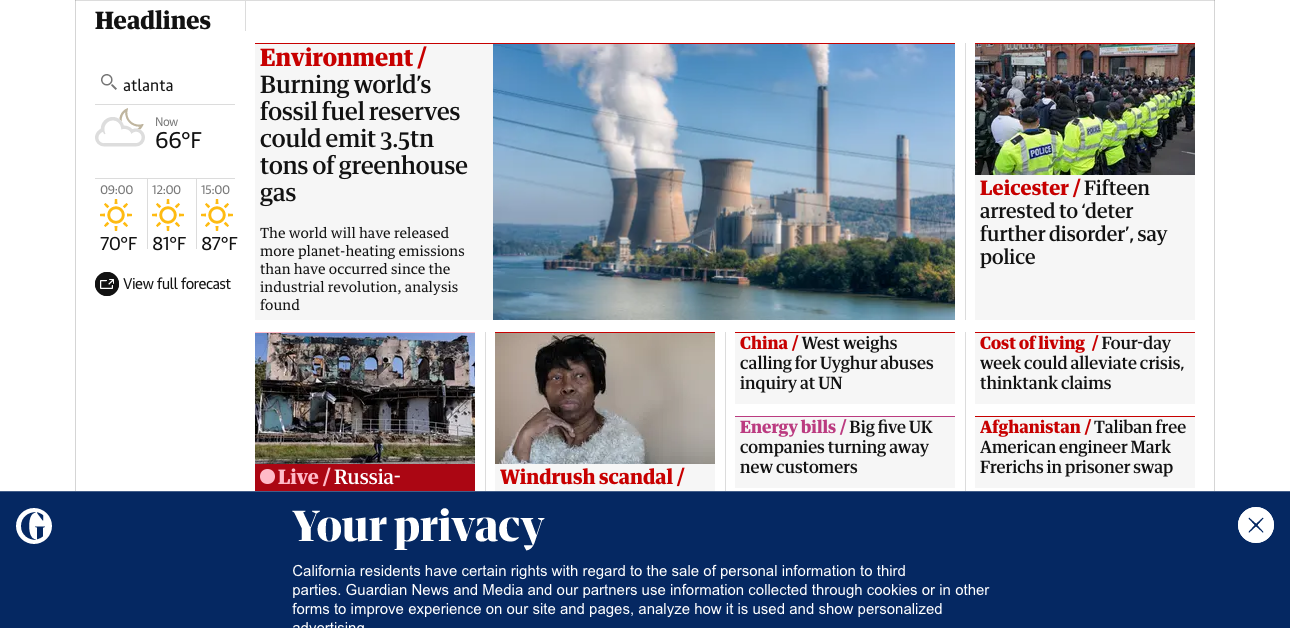 Headlines
atlanta
Now
66°F
09:00
12:00
15:00
70°F
81°F
87°F
View full forecast
Environment /
Burning world's
fossil fuel reserves
could emit 3.5tn
tons of greenhouse
gas
The world will have released
more planet-heating emissions
than have occurred since the
industrial revolution, analysis
found
POLICE
Leicester / Fifteen
arrested to ‘deter
further disorder’, say
police
Live / Russia-
Windrush scandal /
China / West weighs
calling for Uyghur abuses
inquiry at UN
Cost of living / Four-day
week could alleviate crisis,
thinktank claims
Energy bills / Big five UK
companies turning away
new customers
Afghanistan / Taliban free
American engineer Mark
Frerichs in prisoner swap
Your privacy
California residents have certain rights with regard to the sale of personal information to third
parties. Guardian News and Media and our partners use information collected through cookies or in other
forms to improve experience on our site and pages, analyze how it is used and show personalized
advertising.